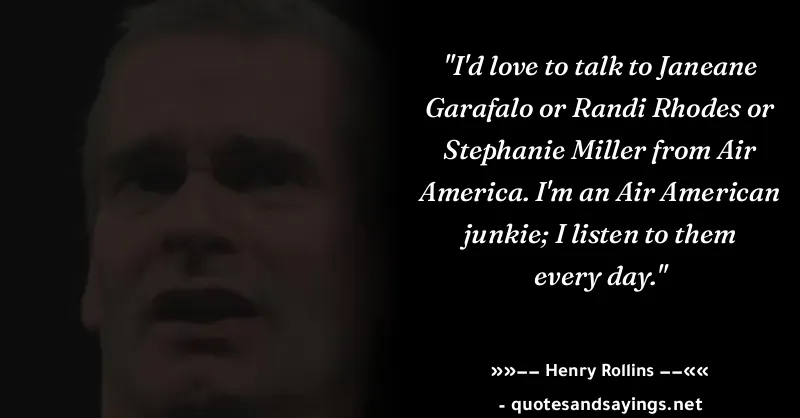 "I'd love to talk to Janeane
Garafalo or Randi Rhodes or
Stephanie Miller from Air
America. I'm an Air American
junkie; I listen to them
every day."
»»−− Henry Rollins −−««
- quotesandsayings.net